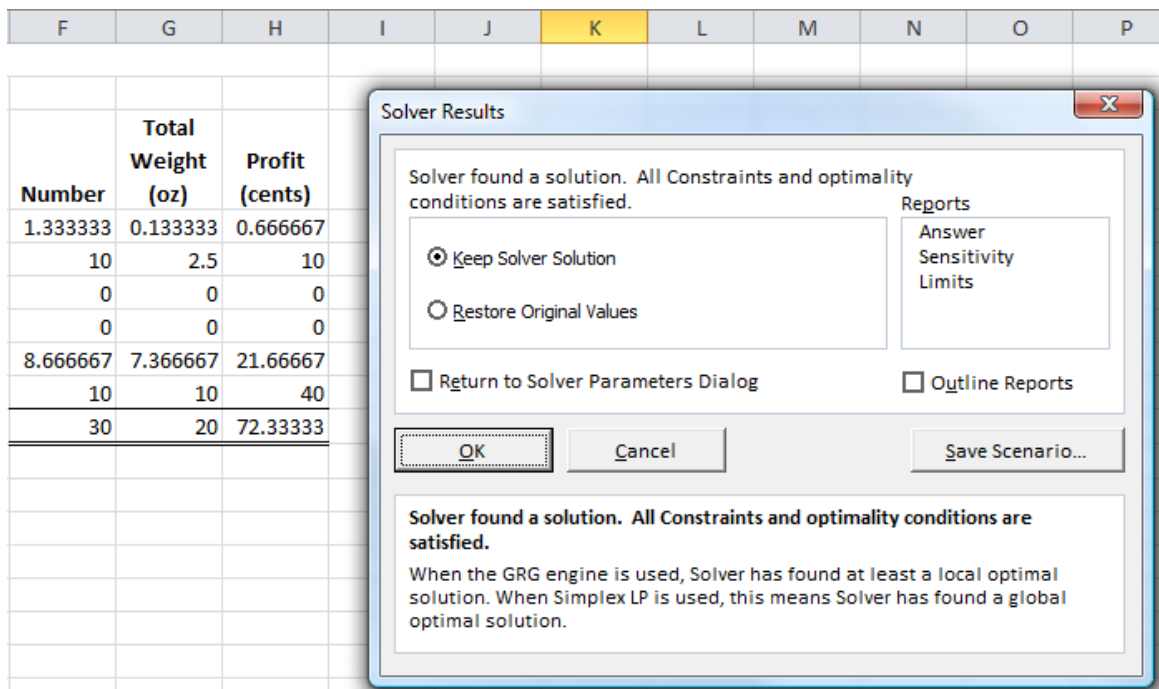 F G H I J K L M N O P
Solver Results
X
Total
Weight Profit
Number (oz) (cents)
1.333333 0.133333 0.666667
10 2.5 10
0 0 0
0 0 0
8.666667 7.366667 21.66667
10 10 40
30 20 72.33333
Solver found a solution. All Constraints and optimality
conditions are satisfied.
Reports
Answer
Sensitivity
Limits
Keep Solver Solution
Restore Original Values
Return to Solver Parameters Dialog
Outline Reports
OK Cancel Save Scenario...
Solver found a solution. All Constraints and optimality conditions are
satisfied.
When the GRG engine is used, Solver has found at least a local optimal
solution. When Simplex LP is used, this means Solver has found a global
optimal solution.